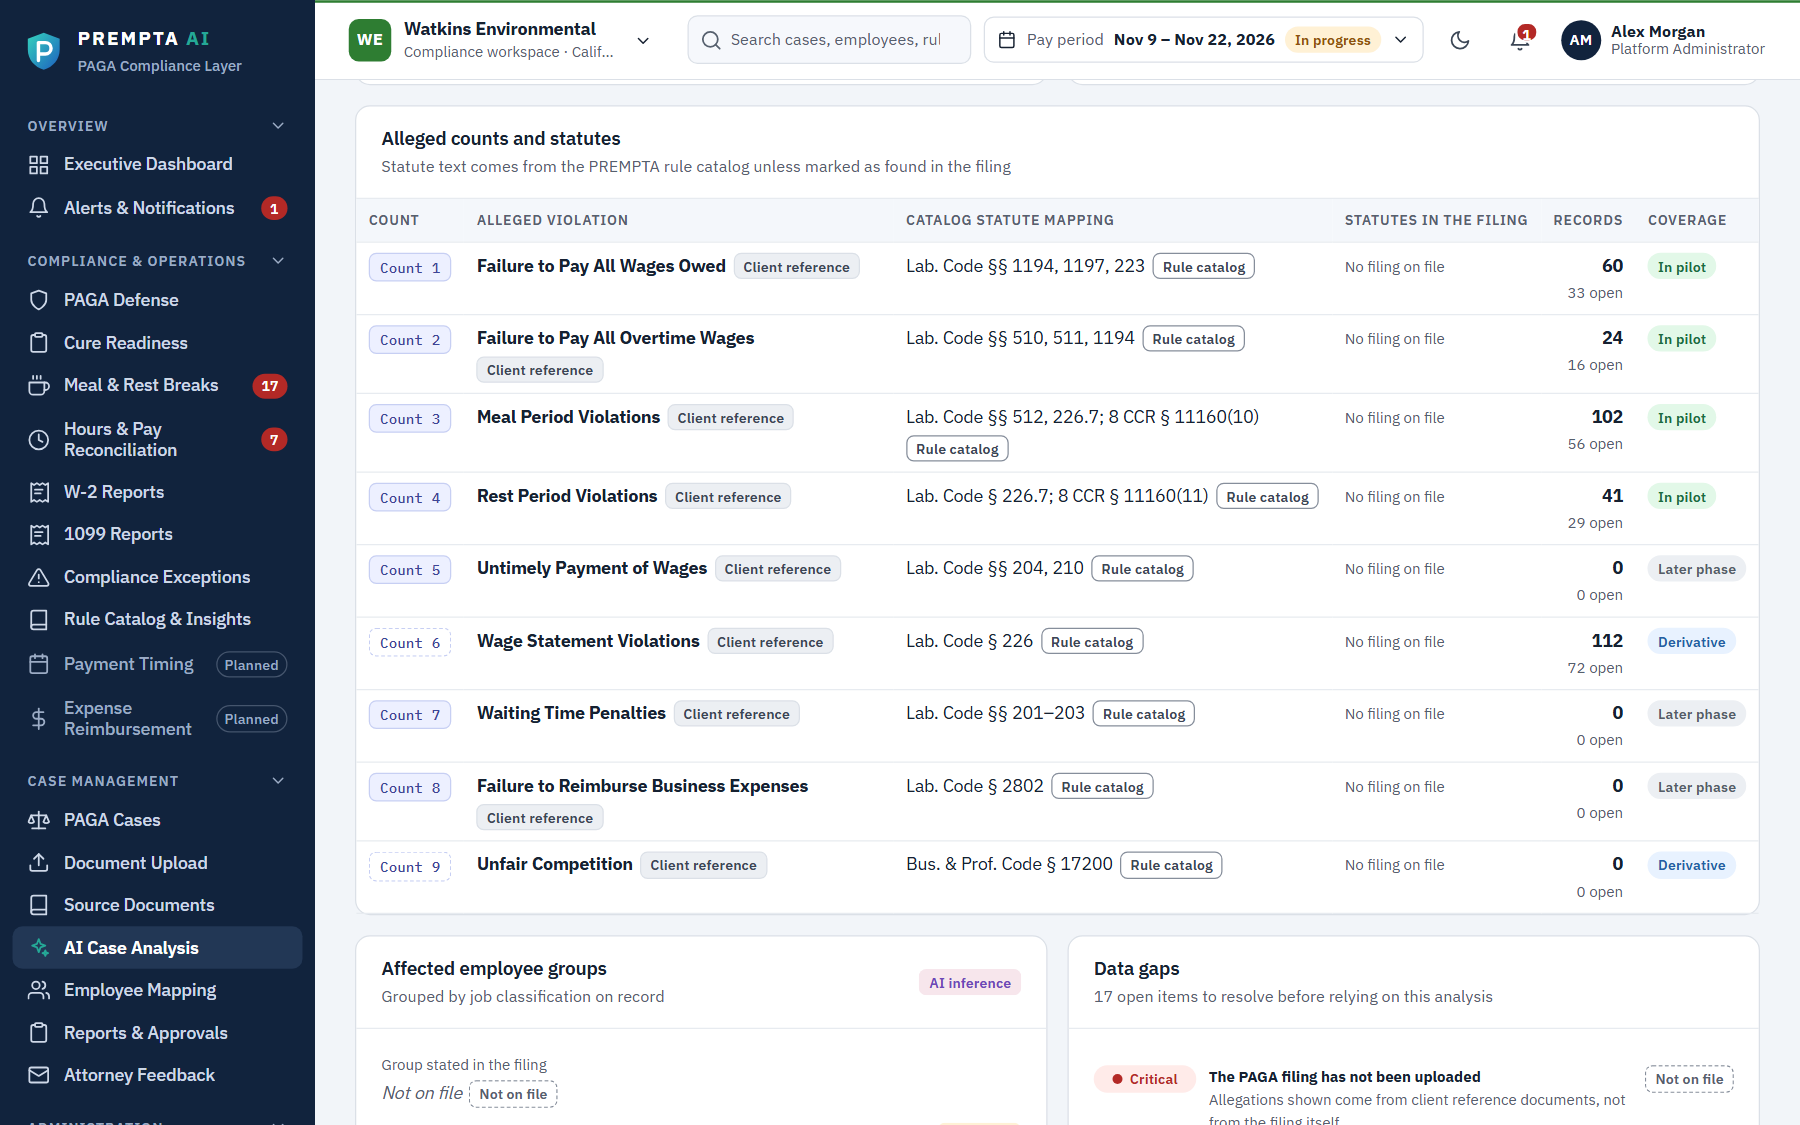 PREMPTA AI
PAGA Compliance Layer
OVERVIEW
Executive Dashboard
Alerts & Notifications 1
COMPLIANCE & OPERATIONS
PAGA Defense
Cure Readiness
Meal & Rest Breaks 17
Hours & Pay
Reconciliation 7
W-2 Reports
1099 Reports
Compliance Exceptions
Rule Catalog & Insights
Payment Timing Planned
Expense
Reimbursement Planned
CASE MANAGEMENT
PAGA Cases
Document Upload
Source Documents
AI Case Analysis
Employee Mapping
Reports & Approvals
Attorney Feedback
ADMINISTRATION
WE Watkins Environmental
Compliance workspace · Calif...
Search cases, employees, rul
Pay period Nov 9 – Nov 22, 2026 In progress
1
AM Alex Morgan
Platform Administrator
Alleged counts and statutes
Statute text comes from the PREMPTA rule catalog unless marked as found in the filing
COUNT ALLEGED VIOLATION CATALOG STATUTE MAPPING STATUTES IN THE FILING RECORDS COVERAGE
Count 1 Failure to Pay All Wages Owed Client reference Lab. Code §§ 1194, 1197, 223 Rule catalog No filing on file 60 In pilot
33 open
Count 2 Failure to Pay All Overtime Wages Lab. Code §§ 510, 511, 1194 Rule catalog No filing on file 24 In pilot
Client reference 16 open
Count 3 Meal Period Violations Client reference Lab. Code §§ 512, 226.7; 8 CCR § 11160(10) No filing on file 102 In pilot
Rule catalog 56 open
Count 4 Rest Period Violations Client reference Lab. Code § 226.7; 8 CCR § 11160(11) Rule catalog No filing on file 41 In pilot
29 open
Count 5 Untimely Payment of Wages Client reference Lab. Code §§ 204, 210 Rule catalog No filing on file 0 Later phase
0 open
Count 6 Wage Statement Violations Client reference Lab. Code § 226 Rule catalog No filing on file 112 Derivative
72 open
Count 7 Waiting Time Penalties Client reference Lab. Code §§ 201–203 Rule catalog No filing on file 0 Later phase
0 open
Count 8 Failure to Reimburse Business Expenses Lab. Code § 2802 Rule catalog No filing on file 0 Later phase
Client reference 0 open
Count 9 Unfair Competition Client reference Bus. & Prof. Code § 17200 Rule catalog No filing on file 0 Derivative
0 open
Affected employee groups
Grouped by job classification on record
AI inference
Group stated in the filing
Not on file Not on file
Data gaps
17 open items to resolve before relying on this analysis
Critical The PAGA filing has not been uploaded Not on file
Allegations shown come from client reference documents, not
from the filing itself